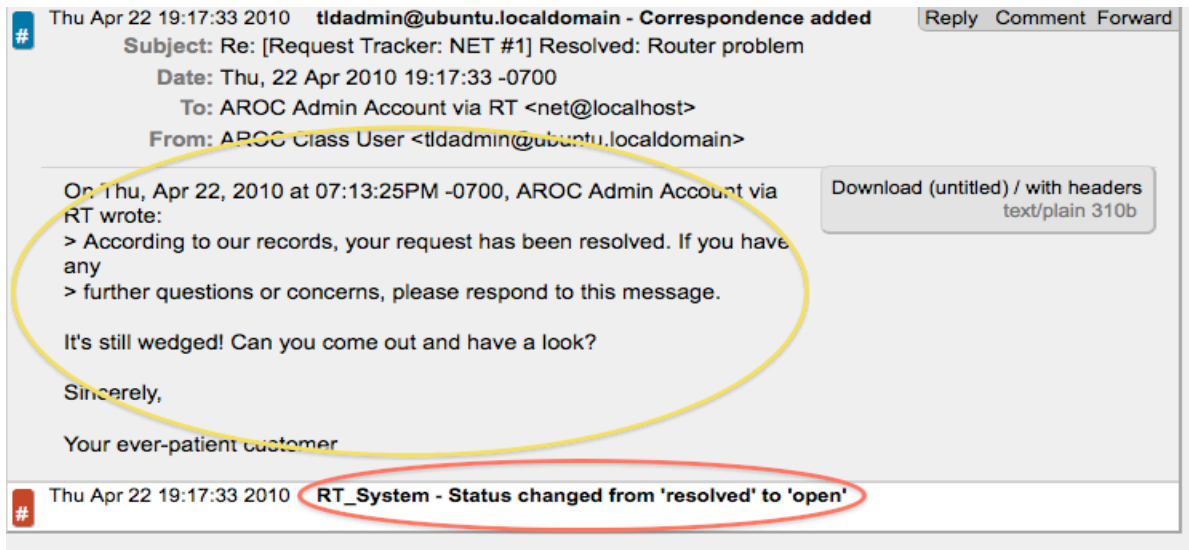 # Thu Apr 22 19:17:33 2010 tldadmin@ubuntu.localdomain - Correspondence added Reply Comment Forward
Subject: Re: [Request Tracker: NET #1] Resolved: Router problem
Date: Thu, 22 Apr 2010 19:17:33 -0700
To: AROC Admin Account via RT <net@localhost>
From: AROC Class User <tldadmin@ubuntu.localdomain>
On Thu, Apr 22, 2010 at 07:13:25PM -0700, AROC Admin Account via
RT wrote:
> According to our records, your request has been resolved. If you have
any
> further questions or concerns, please respond to this message.
It's still wedged! Can you come out and have a look?
Sincerely,
Your ever-patient customer
Download (untitled) / with headers
text/plain 310b
# Thu Apr 22 19:17:33 2010 RT_System - Status changed from 'resolved' to 'open'